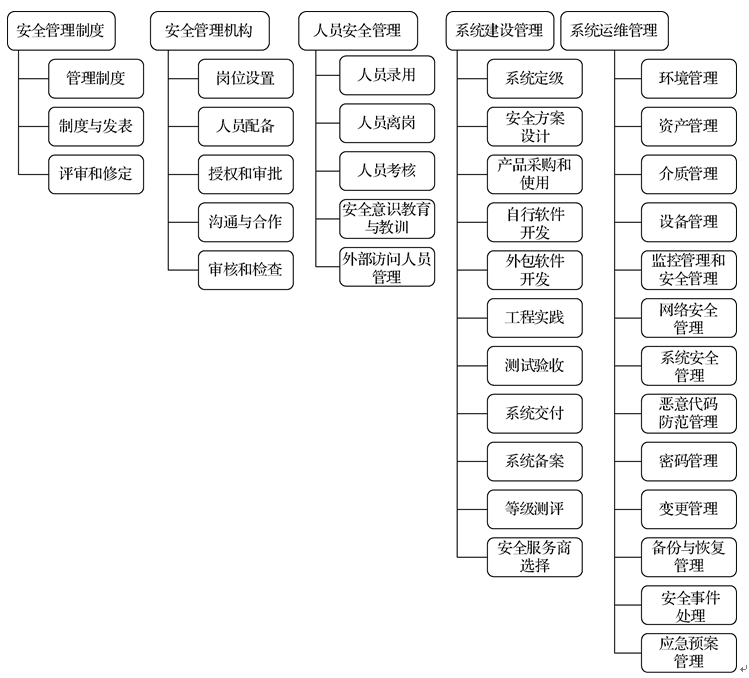 安全管理制度
管理制度
制度与发表
评审和修定
安全管理机构
岗位设置
人员配备
授权和审批
沟通与合作
审核和检查
人员安全管理
人员录用
人员离岗
人员考核
安全意识教育
与教训
外部访问人员
管理
系统建设管理
系统定级
安全方案
设计
产品采购和
使用
自行软件
开发
外包软件
开发
工程实践
测试验收
系统交付
系统备案
等级测评
安全服务商
选择
系统运维管理
环境管理
资产管理
介质管理
设备管理
监控管理和
安全管理
网络安全
管理
系统安全
管理
恶意代码
防范管理
密码管理
变更管理
备份与恢复
管理
安全事件
处理
应急预案
管理